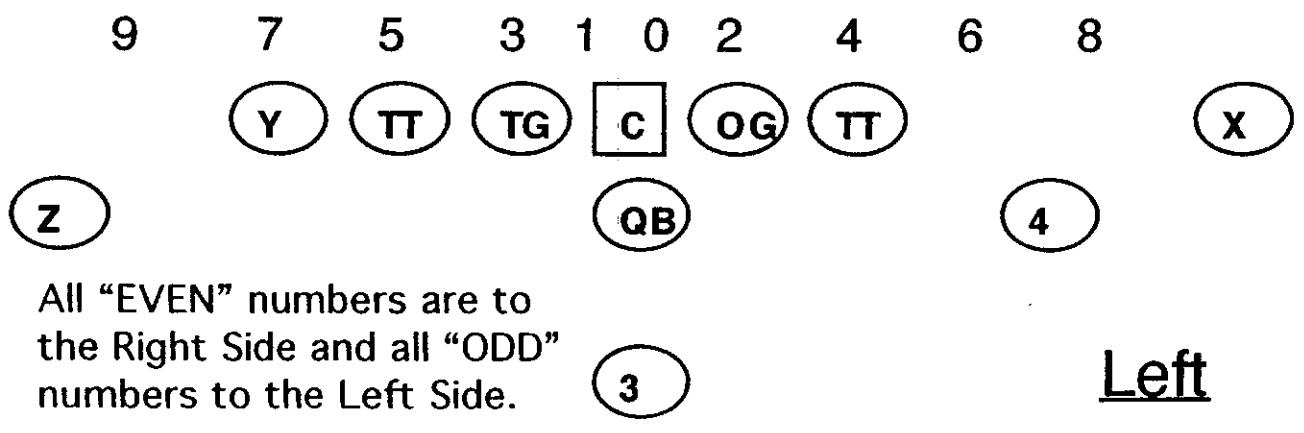 9 7 5 3 1 0 2 4 6 8
Y TT TG C OG TT X
Z QB 4
All “EVEN” numbers are to
the Right Side and all “ODD”
numbers to the Left Side.
3
Left